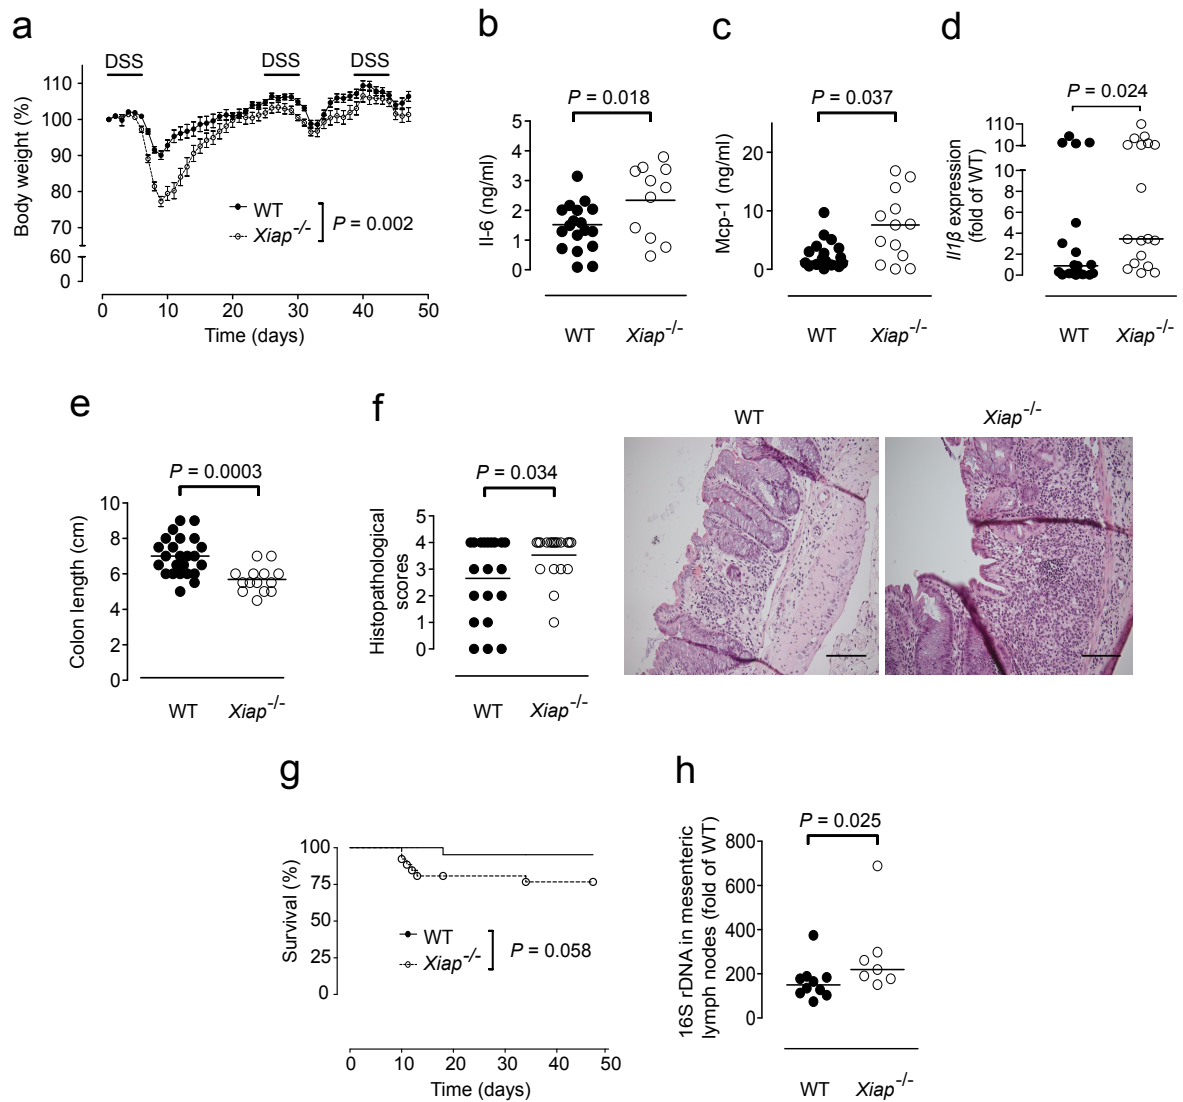 a
DSS
DSS
DSS
110
100
90
80
70
60
0
Body weight (%)
WT
Xiap-/-
P = 0.002
0
10
20
30
40
50
Time (days)
b
P = 0.018
5
4
3
2
1
0
Il-6 (ng/ml)
WT
Xiap-/-
c
P = 0.037
20
10
0
Mcp-1 (ng/ml)
WT
Xiap-/-
d
P = 0.024
110
10
10
8
6
4
2
0
Il1β expression
(fold of WT)
WT
Xiap-/-
e
P = 0.0003
10
8
6
4
2
0
Colon length (cm)
WT
Xiap-/-
f
P = 0.034
5
4
3
2
1
0
Histopathological
scores
WT
Xiap-/-
WT
Xiap-/-
g
100
75
50
25
0
Survival (%)
WT
Xiap-/-
P = 0.058
0
10
20
30
40
50
Time (days)
h
P = 0.025
800
600
400
200
0
16S rDNA in mesenteric
lymph nodes (fold of WT)
WT
Xiap-/-